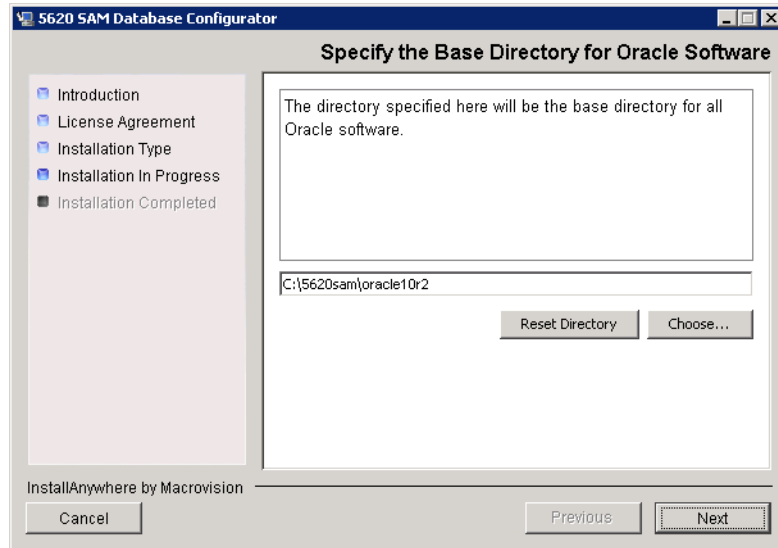 5620 SAM Database Configurator
Specify the Base Directory for Oracle Software
Introduction
License Agreement
Installation Type
Installation In Progress
Installation Completed
The directory specified here will be the base directory for all
Oracle software.
C:\5620sam\oracle10r2
Reset Directory
Choose...
InstallAnywhere by Macrovision
Cancel
Previous
Next